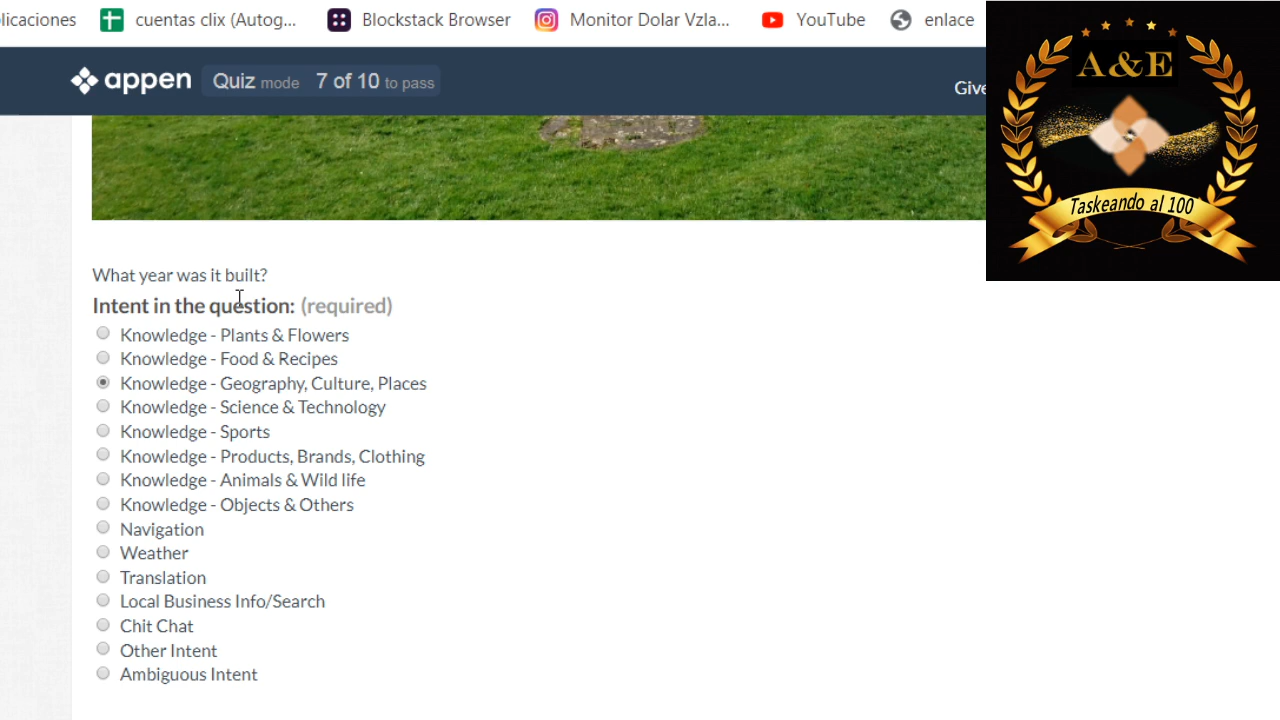 licaciones cuentas clix (Autog... Blockstack Browser Monitor Dolar Vzla... YouTube enlace
appen Quiz mode 7 of 10 to pass Give
A&E
Taskeando al 100
What year was it built?
Intent in the question: (required)
Knowledge - Plants & Flowers
Knowledge - Food & Recipes
Knowledge - Geography, Culture, Places
Knowledge - Science & Technology
Knowledge - Sports
Knowledge - Products, Brands, Clothing
Knowledge - Animals & Wild life
Knowledge - Objects & Others
Navigation
Weather
Translation
Local Business Info/Search
Chit Chat
Other Intent
Ambiguous Intent